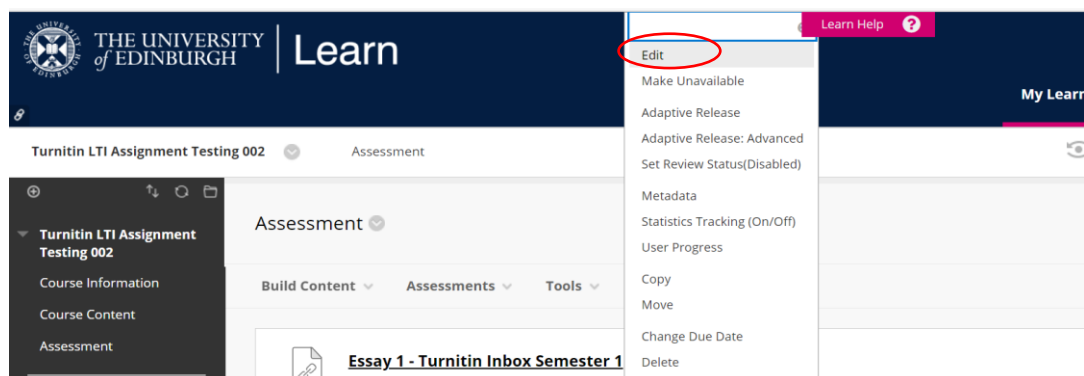 THE UNIVERSITY
of EDINBURGH
Learn
Learn Help ?
My Learn
Turnitin LTI Assignment Testing 002
Assessment
Turnitin LTI Assignment
Testing 002
Course Information
Course Content
Assessment
Assessment
Build Content Assessments Tools
Essay 1 - Turnitin Inbox Semester 1
Edit
Make Unavailable
Adaptive Release
Adaptive Release: Advanced
Set Review Status(Disabled)
Metadata
Statistics Tracking (On/Off)
User Progress
Copy
Move
Change Due Date
Delete